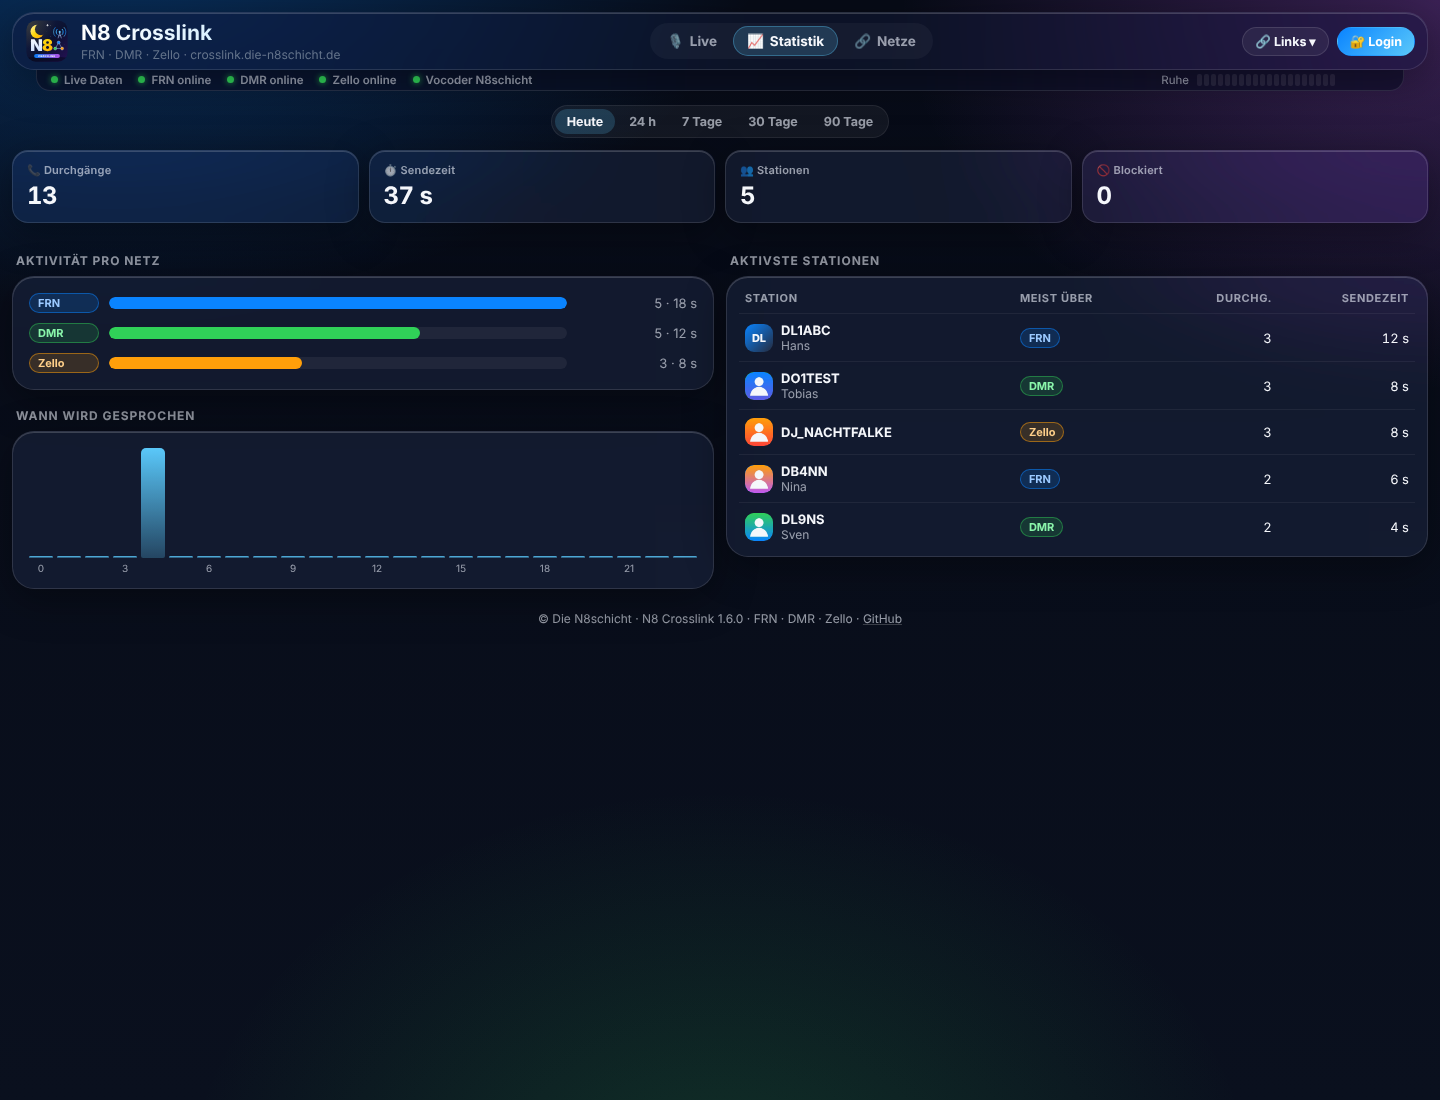 N8
N8 Crosslink
FRN · DMR · Zello · crosslink.die-n8schicht.de
Live
Statistik
Netze
Links ▾
Login
Live Daten
FRN online
DMR online
Zello online
Vocoder N8schicht
Ruhe
Heute
24 h
7 Tage
30 Tage
90 Tage
Durchgänge
13
Sendezeit
37 s
Stationen
5
Blockiert
0
AKTIVITÄT PRO NETZ
FRN 5 · 18 s
DMR 5 · 12 s
Zello 3 · 8 s
WANN WIRD GESPROCHEN
0 3 6 9 12 15 18 21
AKTIVSTE STATIONEN
STATION MEIST ÜBER DURCHG. SENDEZEIT
DL DL1ABC FRN 3 12 s
Hans
DO1TEST DMR 3 8 s
Tobias
DJ_NACHTFALKE Zello 3 8 s
DB4NN FRN 2 6 s
Nina
DL9NS DMR 2 4 s
Sven
© Die N8schicht · N8 Crosslink 1.6.0 · FRN · DMR · Zello · GitHub